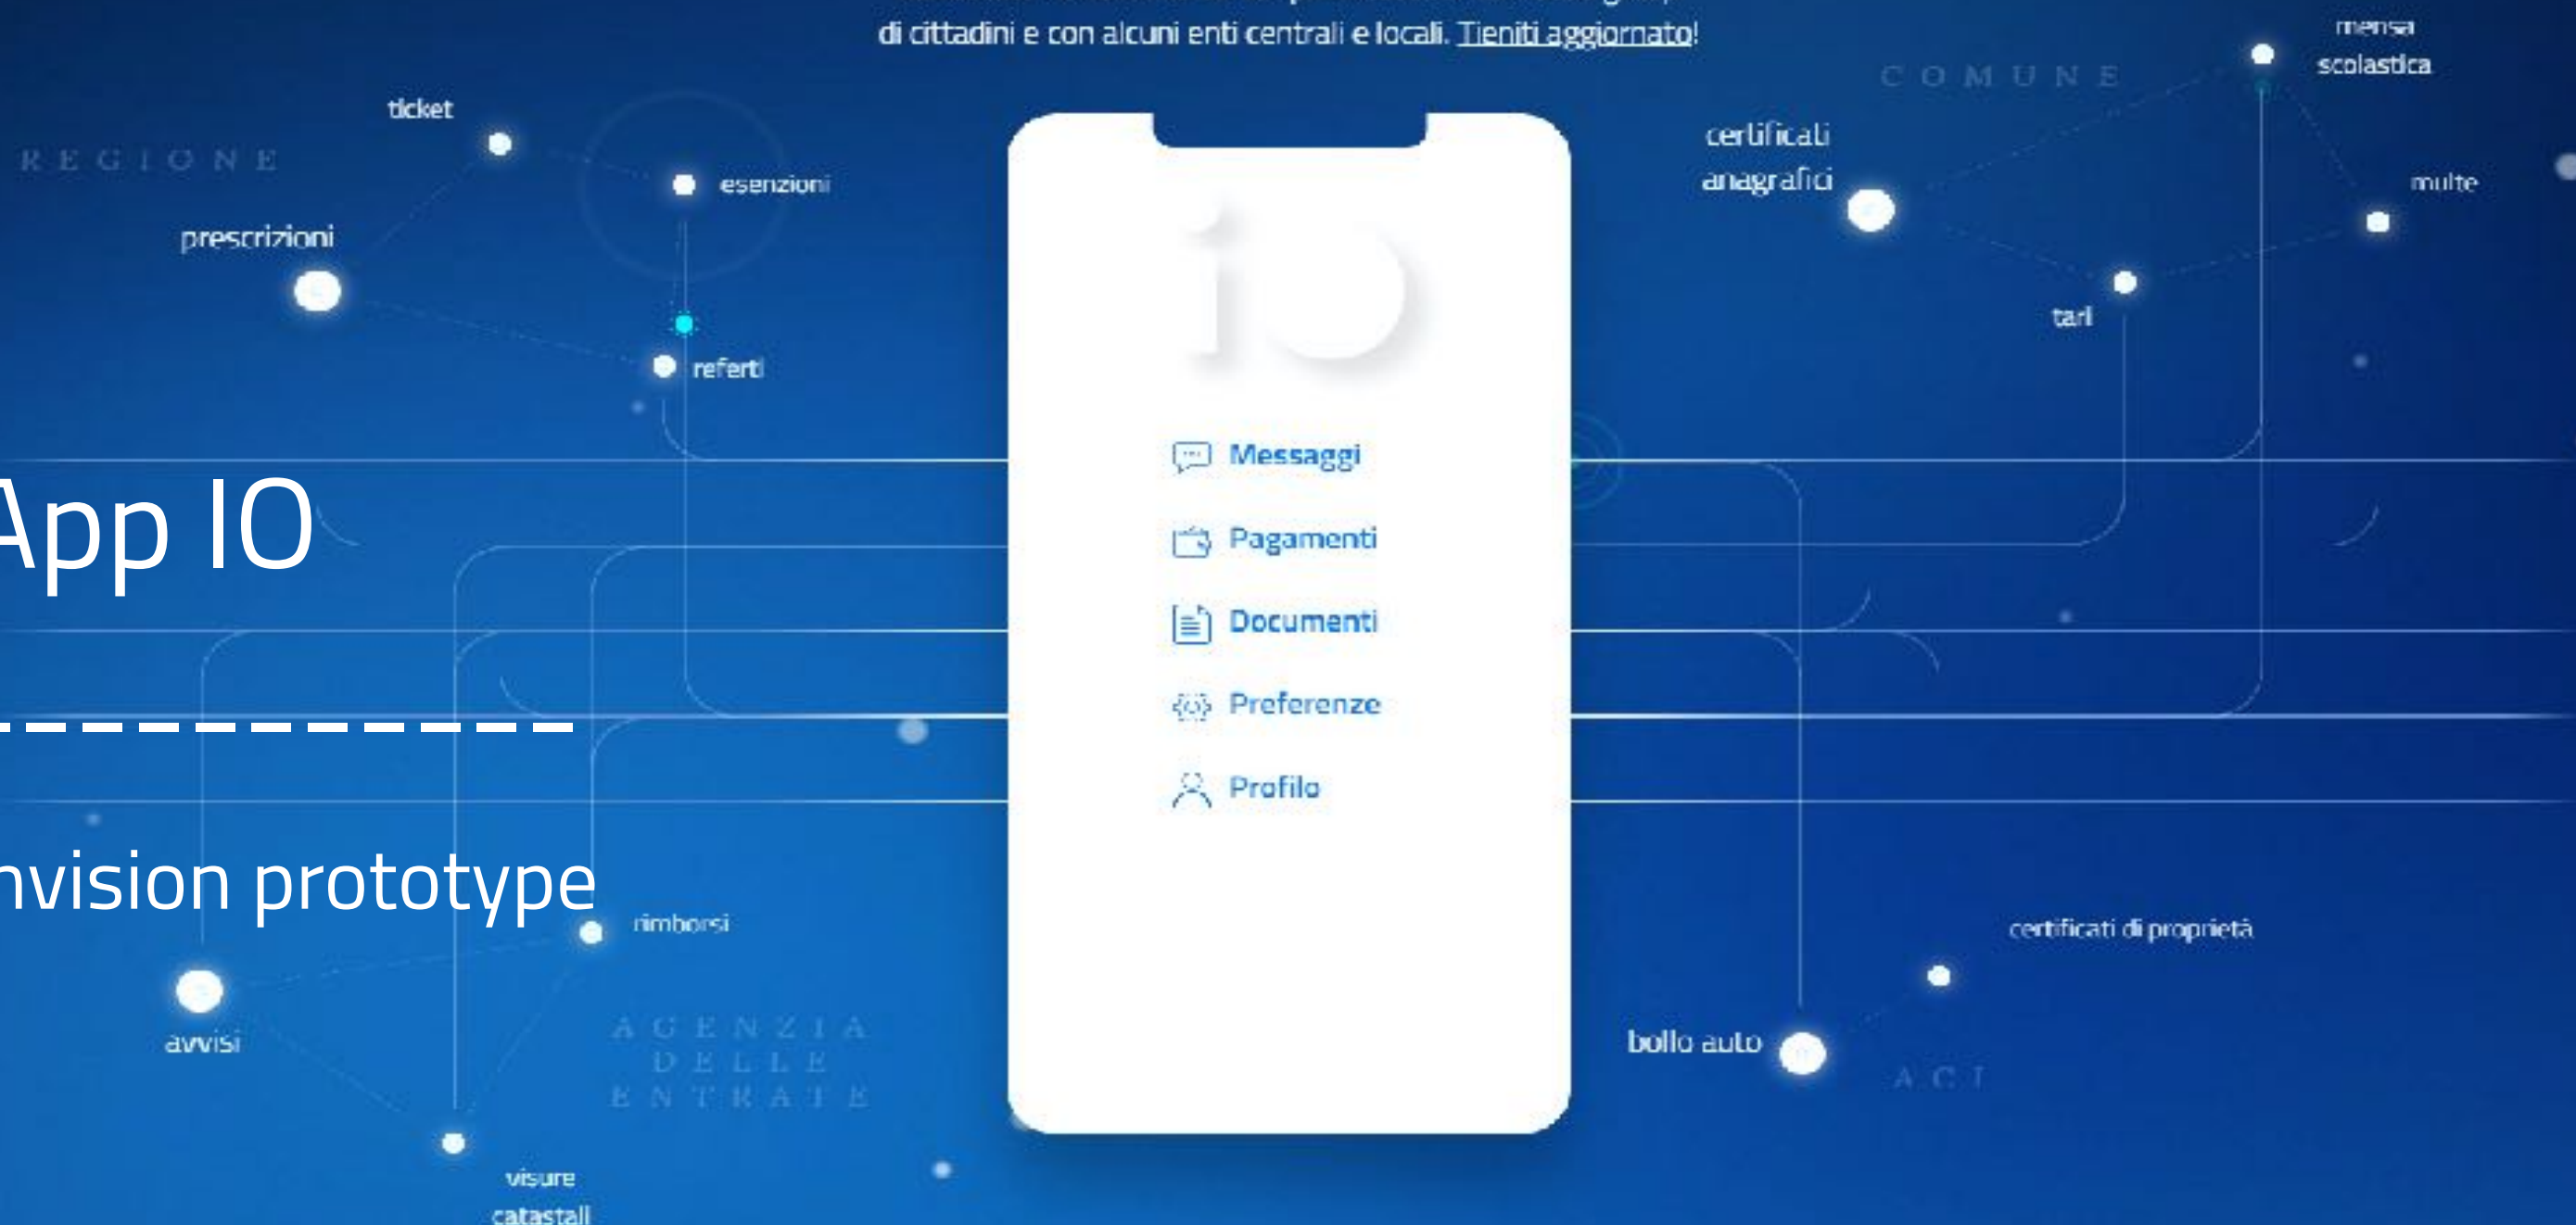 di cittadini e con alcuni enti centrali e locali. Tieniti aggiornato!
REGIONE
ticket
esenzioni
prescrizioni
referti
COMUNE
mensa
scolastica
certificati
anagrafici
multe
tari
iO
Messaggi
Pagamenti
Documenti
Preferenze
Profilo
App IO
nvision prototype
rimborsi
avvisi
AGENZIA
DELLE
ENTRATE
visure
catastali
certificati di proprietà
bollo auto
ACI